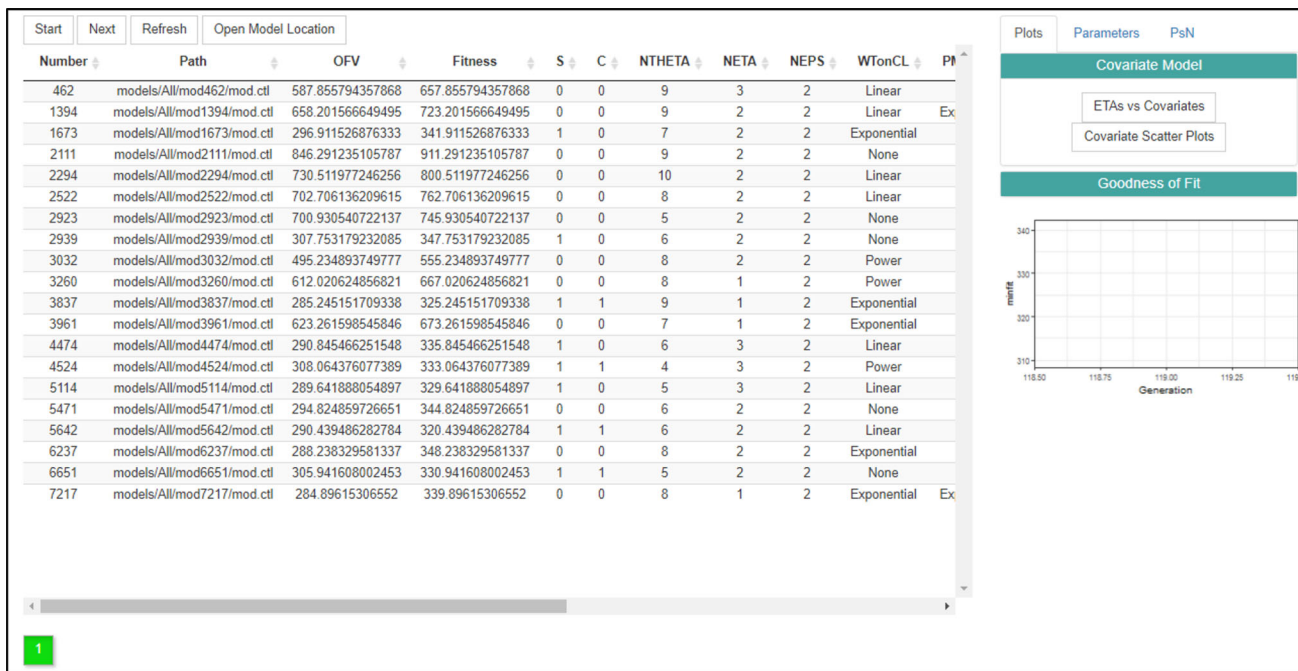 Start Next Refresh Open Model Location
Number Path OFV Fitness S C NTHETA NETA NEPS WTonCL
462 models/All/mod462/mod.ctl 587.855794357868 657.855794357868 0 0 9 3 2 Linear
1394 models/All/mod1394/mod.ctl 658.201566649495 723.201566649495 0 0 9 2 2 Linear
1673 models/All/mod1673/mod.ctl 296.911526876333 341.911526876333 1 0 7 2 2 Exponential
2111 models/All/mod2111/mod.ctl 846.291235105787 911.291235105787 0 0 9 2 2 None
2294 models/All/mod2294/mod.ctl 730.511977246256 800.511977246256 0 0 10 2 2 Linear
2522 models/All/mod2522/mod.ctl 702.706136209615 762.706136209615 0 0 8 2 2 Linear
2923 models/All/mod2923/mod.ctl 700.930540722137 745.930540722137 0 0 5 2 2 None
2939 models/All/mod2939/mod.ctl 307.753179232085 347.753179232085 1 0 6 2 2 None
3032 models/All/mod3032/mod.ctl 495.234893749777 555.234893749777 0 0 8 2 2 Power
3260 models/All/mod3260/mod.ctl 612.020624856821 667.020624856821 0 0 8 1 2 Power
3837 models/All/mod3837/mod.ctl 285.245151709338 325.245151709338 1 1 9 1 2 Exponential
3961 models/All/mod3961/mod.ctl 623.261598545846 673.261598545846 0 0 7 1 2 Exponential
4474 models/All/mod4474/mod.ctl 290.845466251548 335.845466251548 1 0 6 3 2 Linear
4524 models/All/mod4524/mod.ctl 308.064376077389 333.064376077389 1 1 4 3 2 Power
5114 models/All/mod5114/mod.ctl 289.641888054897 329.641888054897 1 0 5 3 2 Linear
5471 models/All/mod5471/mod.ctl 294.824859726651 344.824859726651 0 0 6 2 2 None
5642 models/All/mod5642/mod.ctl 290.439486282784 320.439486282784 1 1 6 2 2 Linear
6237 models/All/mod6237/mod.ctl 288.238329581337 348.238329581337 0 0 8 2 2 Exponential
6651 models/All/mod6651/mod.ctl 305.941608002453 330.941608002453 1 1 5 2 2 None
7217 models/All/mod7217/mod.ctl 284.89615306552 339.89615306552 0 0 8 1 2 Exponential
1
Plots Parameters PsN
Covariate Model
ETAs vs Covariates
Covariate Scatter Plots
Goodness of Fit
340
330
320
310
minfit
118.50 118.75 119.00 119.25
Generation